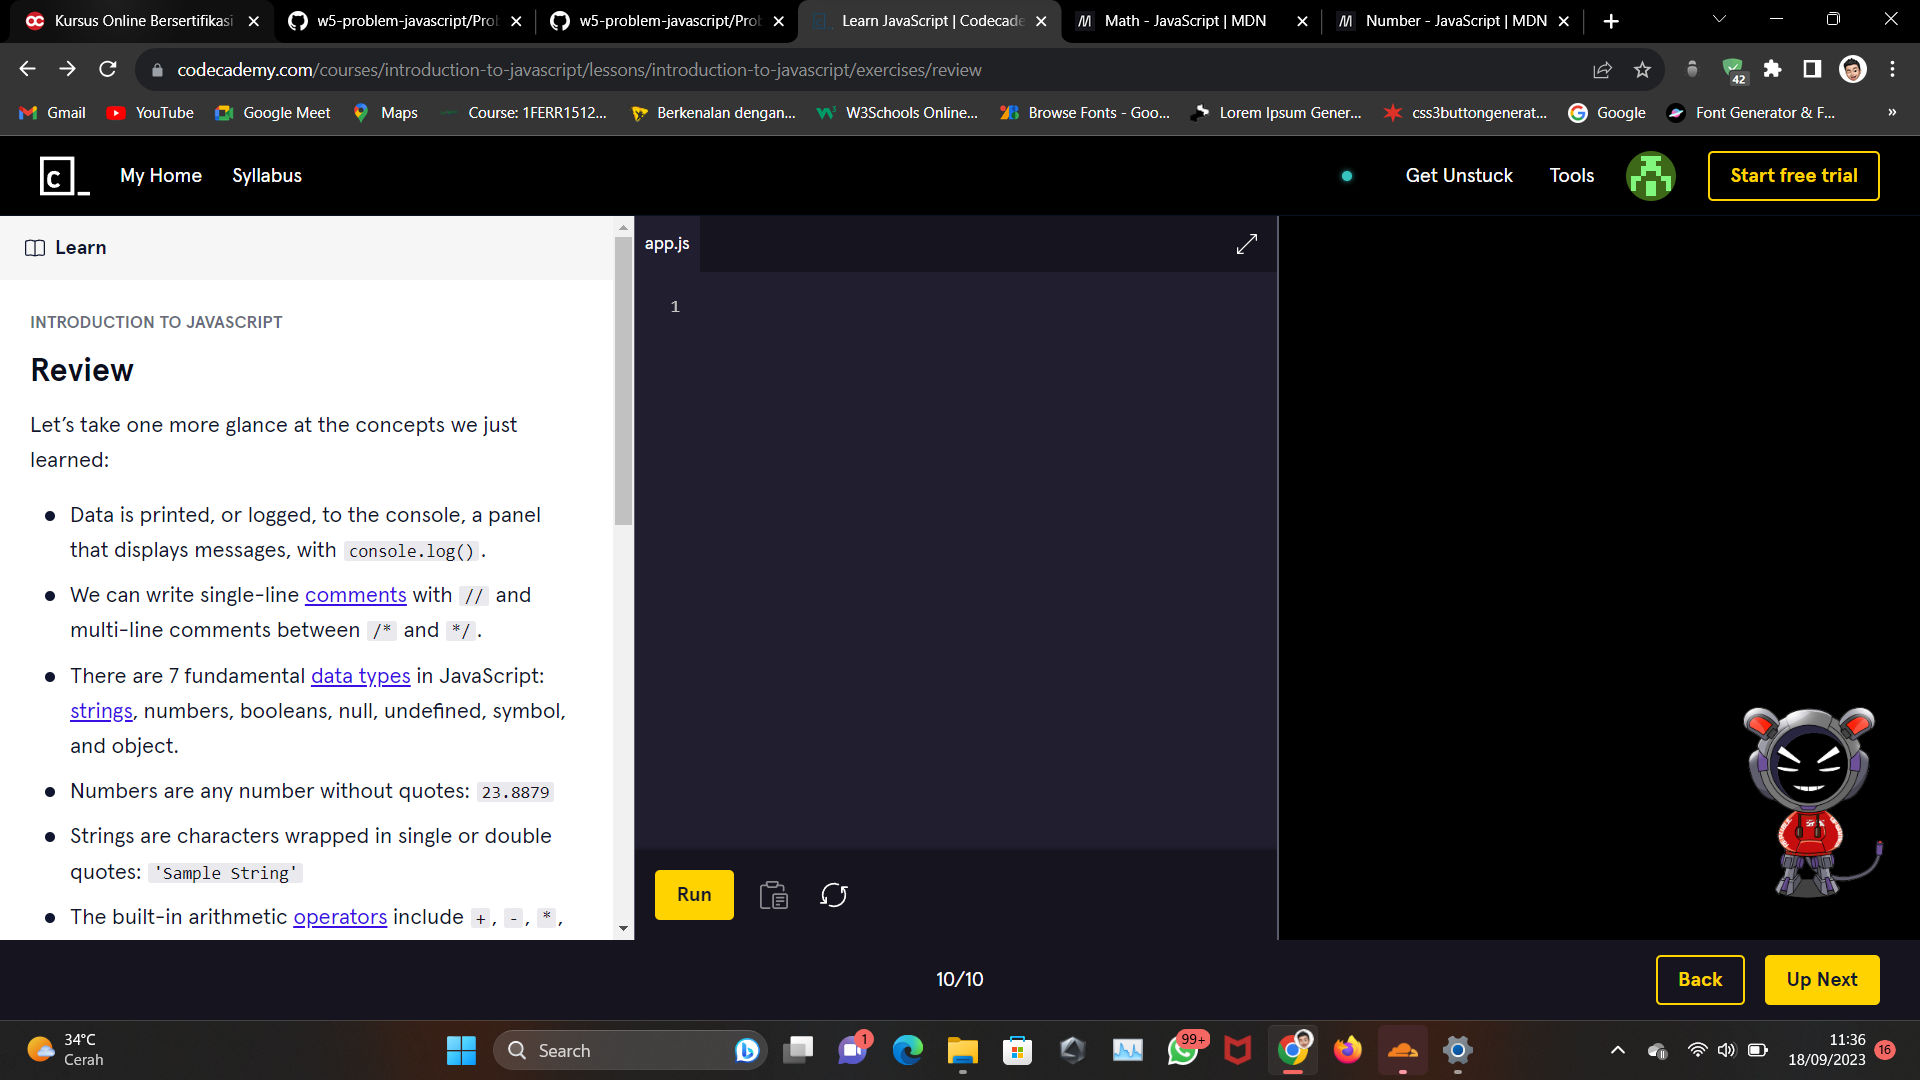 Kursus Online Bersertifikasi
w5-problem-javascript/Prob
w5-problem-javascript/Prob
Learn JavaScript | Codecade
Math - JavaScript | MDN
Number - JavaScript | MDN
codecademy.com/courses/introduction-to-javascript/lessons/introduction-to-javascript/exercises/review
42
Gmail
YouTube
Google Meet
Maps
Course: 1FERR1512...
Berkenalan dengan...
W3Schools Online...
Browse Fonts - Goo...
Lorem Ipsum Gener...
css3buttongenerat...
Google
Font Generator & F...
»
c_
My Home
Syllabus
Get Unstuck
Tools
Start free trial
Learn
app.js
1
INTRODUCTION TO JAVASCRIPT
Review
Let’s take one more glance at the concepts we just
learned:
Data is printed, or logged, to the console, a panel
that displays messages, with console.log().
We can write single-line comments with // and
multi-line comments between /* and */.
There are 7 fundamental data types in JavaScript:
strings, numbers, booleans, null, undefined, symbol,
and object.
Numbers are any number without quotes: 23.8879
Strings are characters wrapped in single or double
quotes: 'Sample String'
The built-in arithmetic operators include +, -, *,
Run
10/10
Back
Up Next
34°C
Cerah
Search
1
99+
11:36
18/09/2023
16